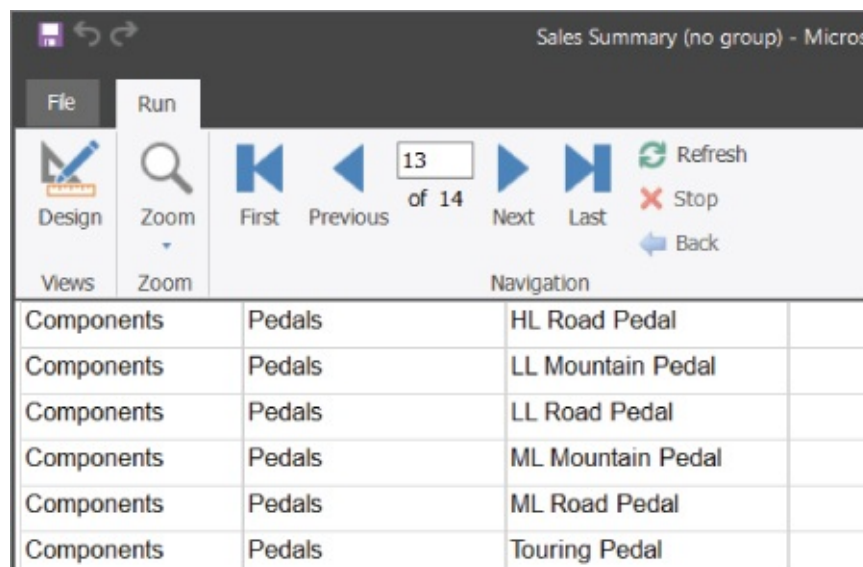 Sales Summary (no group) - Micros
File Run
Design Zoom First Previous 13 of 14 Next Last Refresh
Stop
Back
Views Zoom Navigation
Components Pedals HL Road Pedal
Components Pedals LL Mountain Pedal
Components Pedals LL Road Pedal
Components Pedals ML Mountain Pedal
Components Pedals ML Road Pedal
Components Pedals Touring Pedal